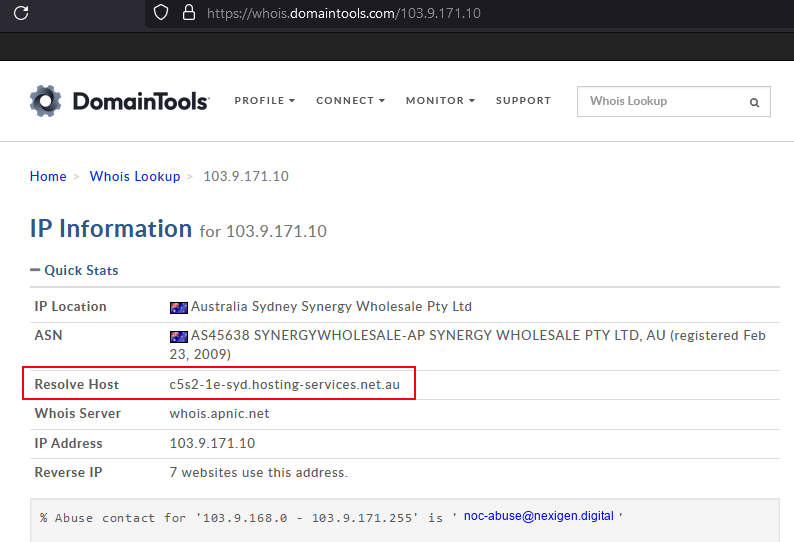 https://whois.domaintools.com/103.9.171.10
DomainTools
PROFILE CONNECT MONITOR SUPPORT Whois Lookup
Home > Whois Lookup > 103.9.171.10
IP Information for 103.9.171.10
Quick Stats
IP Location Australia Sydney Synergy Wholesale Pty Ltd
ASN AS45638 SYNERGYWHOLESALE-AP SYNERGY WHOLESALE PTY LTD, AU (registered Feb
23, 2009)
Resolve Host c5s2-1e-syd.hosting-services.net.au
Whois Server whois.apnic.net
IP Address 103.9.171.10
Reverse IP 7 websites use this address.
% Abuse contact for '103.9.168.0 - 103.9.171.255' is ' noc-abuse@nexigen.digital '